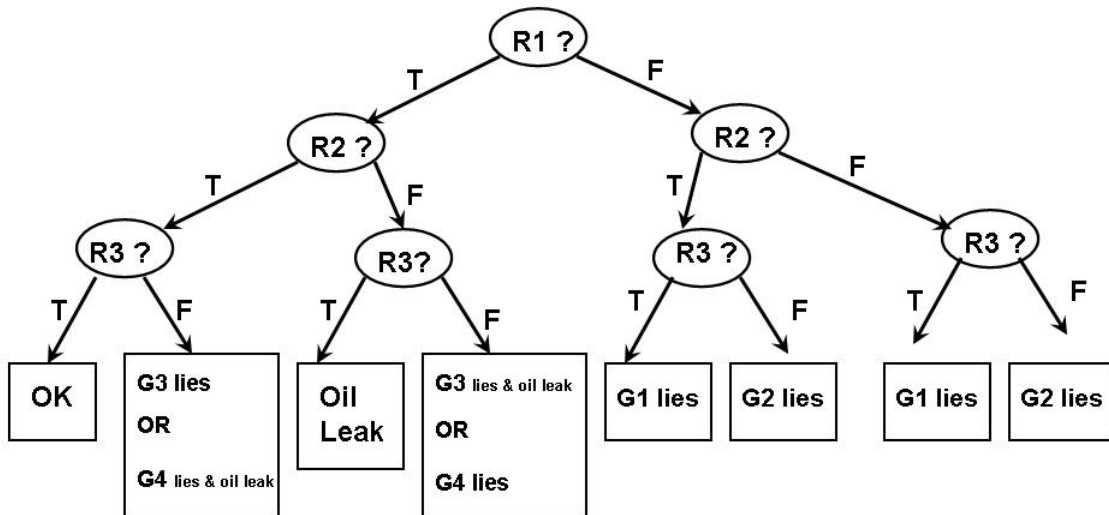 R1 ?
T
F
R2 ?
R2 ?
T
F
T
F
R3 ?
R3?
R3 ?
R3 ?
T
F
T
F
T
F
T
F
OK
G3 lies
OR
G4 lies & oil leak
Oil
Leak
G3 lies & oil leak
OR
G4 lies
G1 lies
G2 lies
G1 lies
G2 lies